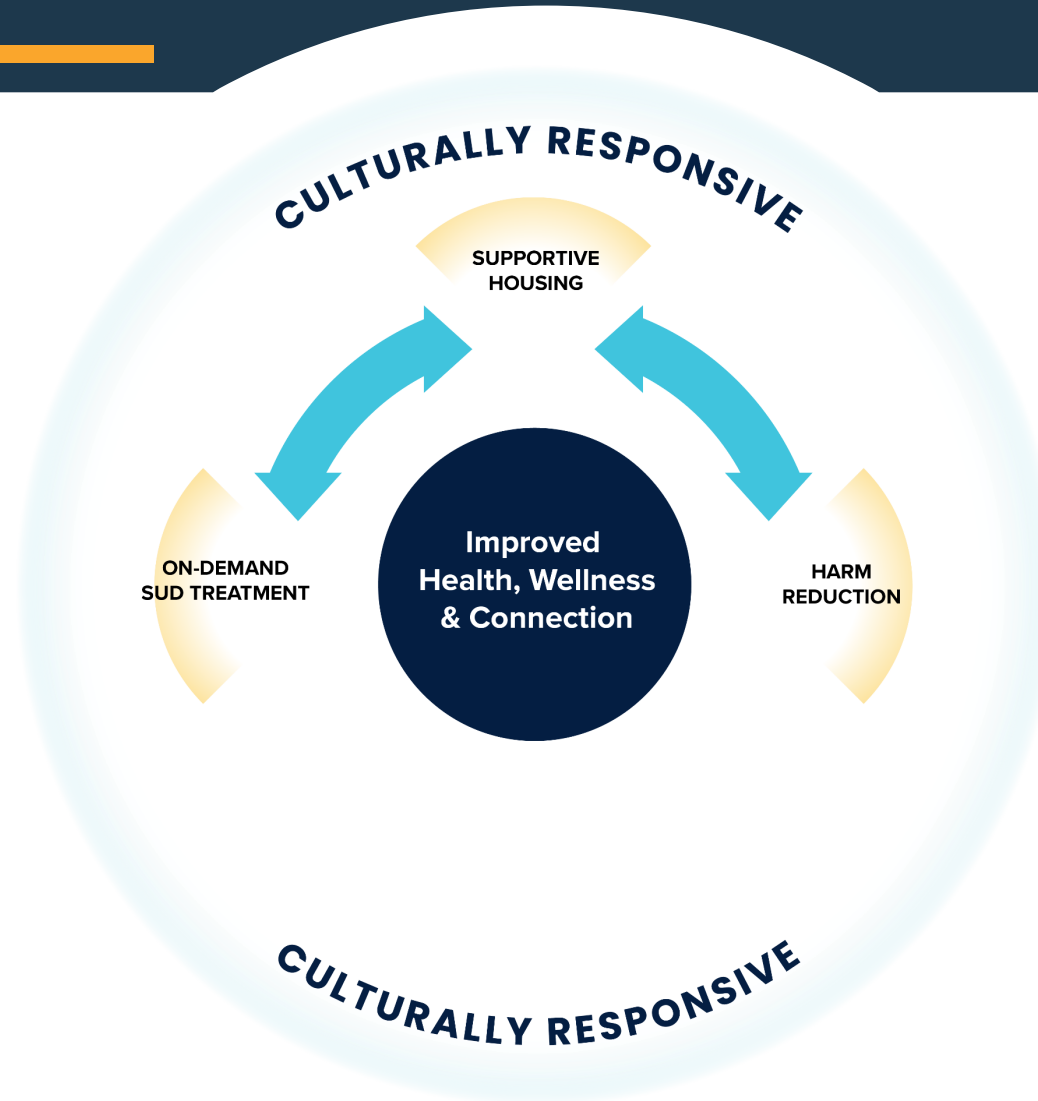 CULTURALLY RESPONSIVE
SUPPORTIVE
HOUSING
Improved
Health, Wellness
& Connection
ON-DEMAND
SUD TREATMENT
HARM
REDUCTION
CULTURALLY RESPONSIVE